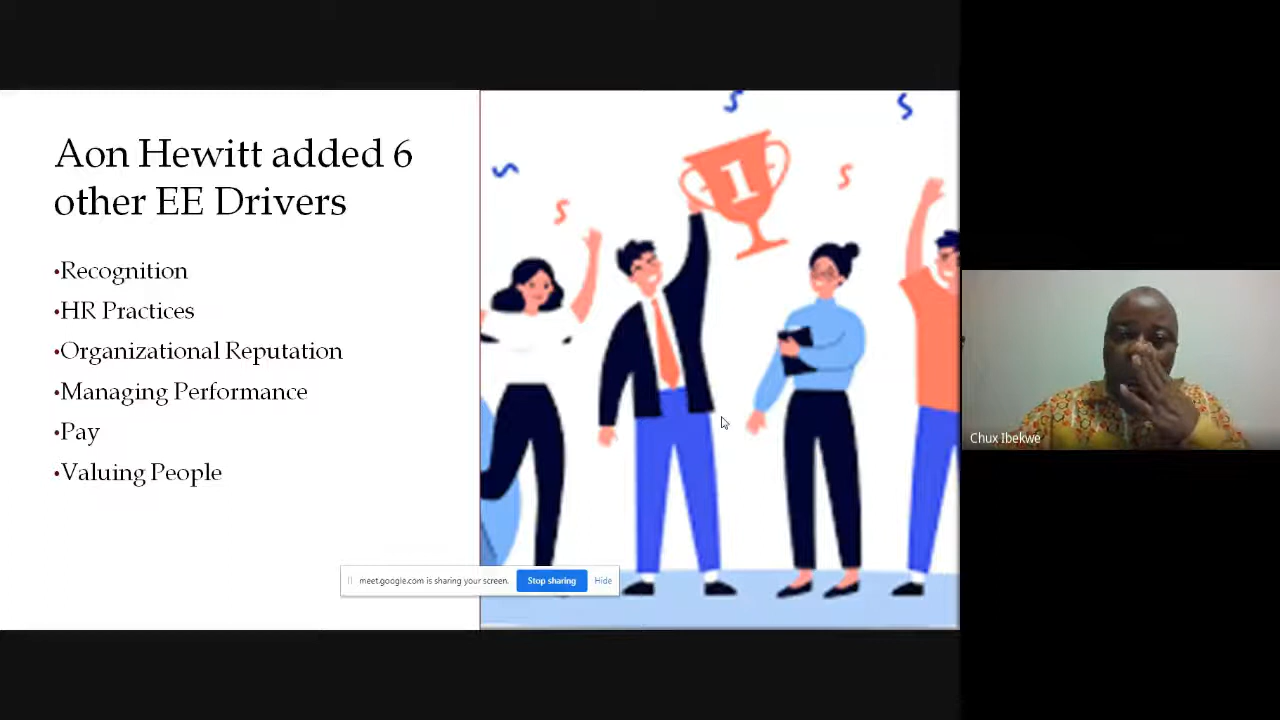 Aon Hewitt added 6
other EE Drivers
•Recognition
•HR Practices
•Organizational Reputation
•Managing Performance
•Pay
•Valuing People
1
meet.google.com is sharing your screen.
Stop sharing
Hide
Chux Ibekwe